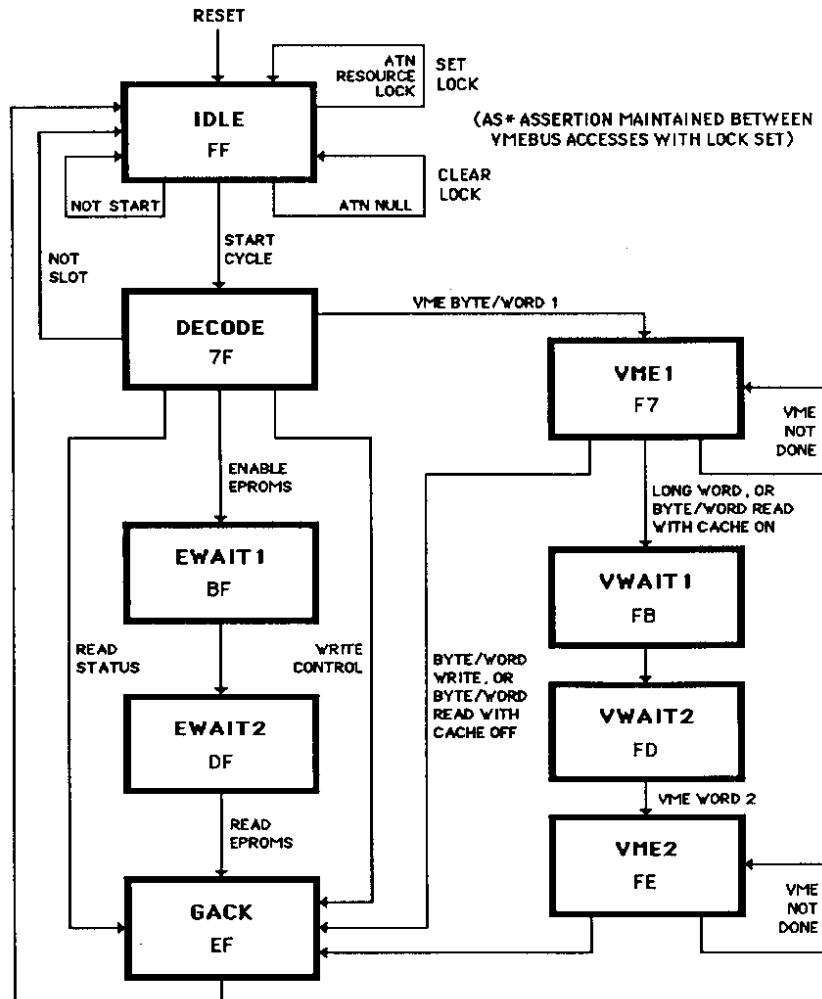 RESET
ATN
RESOURCE
LOCK
SET
LOCK
IDLE
FF
(AS* ASSERTION MAINTAINED BETWEEN
VMEBUS ACCESSES WITH LOCK SET)
CLEAR
LOCK
NOT START
ATN NULL
NOT
SLOT
START
CYCLE
VME BYTE/WORD 1
DECODE
7F
VME1
F7
VME
NOT
DONE
ENABLE
EPROMS
LONG WORD, OR
BYTE/WORD READ
WITH CACHE ON
EWAIT1
BF
VWAIT1
FB
READ
STATUS
WRITE
CONTROL
BYTE/WORD
WRITE, OR
BYTE/WORD
READ WITH
CACHE OFF
EWAIT2
DF
VWAIT2
FD
VME WORD 2
READ
EPROMS
VME2
FE
GACK
EF
VME
NOT
DONE